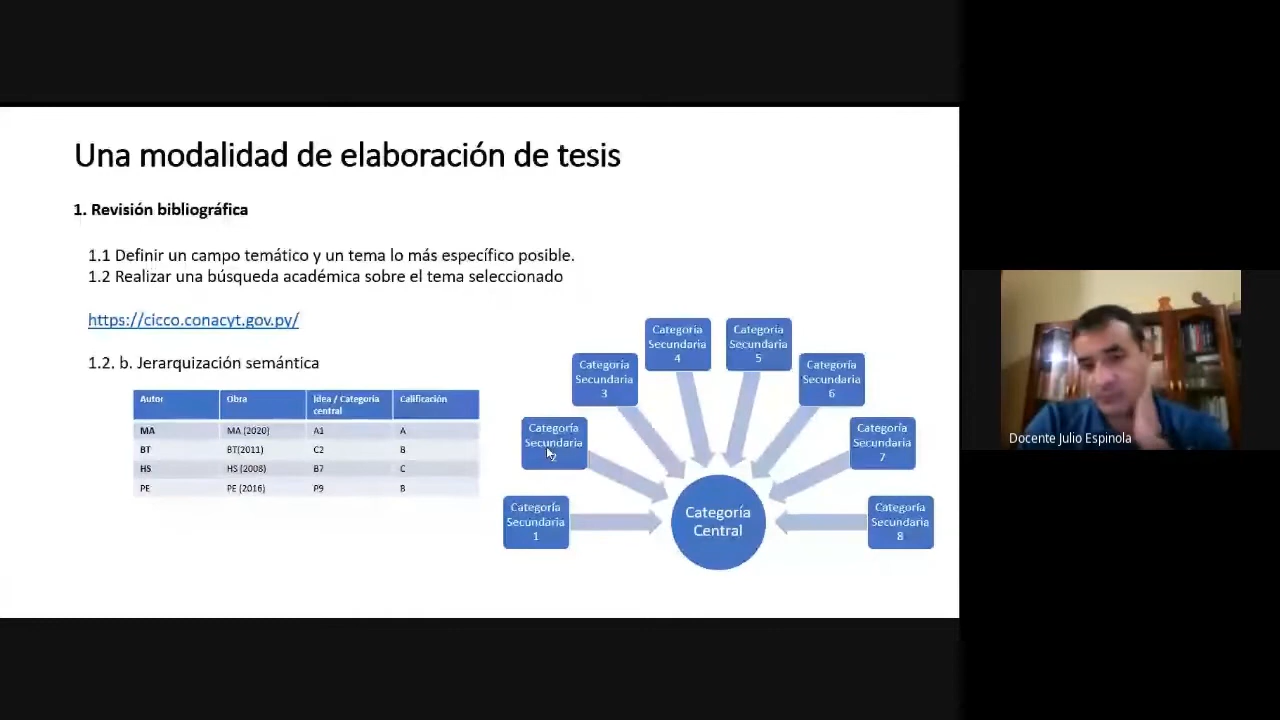 Una modalidad de elaboración de tesis
1. Revisión bibliográfica
1.1 Definir un campo temático y un tema lo más específico posible.
1.2 Realizar una búsqueda académica sobre el tema seleccionado
https://cicco.conacyt.gov.py/
1.2. b. Jerarquización semántica
Autor Obra Idea / Categoría central Calificación
MA MA (2020) A1 A
BT BT(2011) C2 B
HS HS (2008) B7 C
PE PE (2016) P9 B
Categoría
Secundaria
1
Categoría
Secundaria
2
Categoría
Secundaria
3
Categoría
Secundaria
4
Categoría
Secundaria
5
Categoría
Secundaria
6
Categoría
Secundaria
7
Categoría
Secundaria
8
Categoría
Central
Docente Julio Espinola